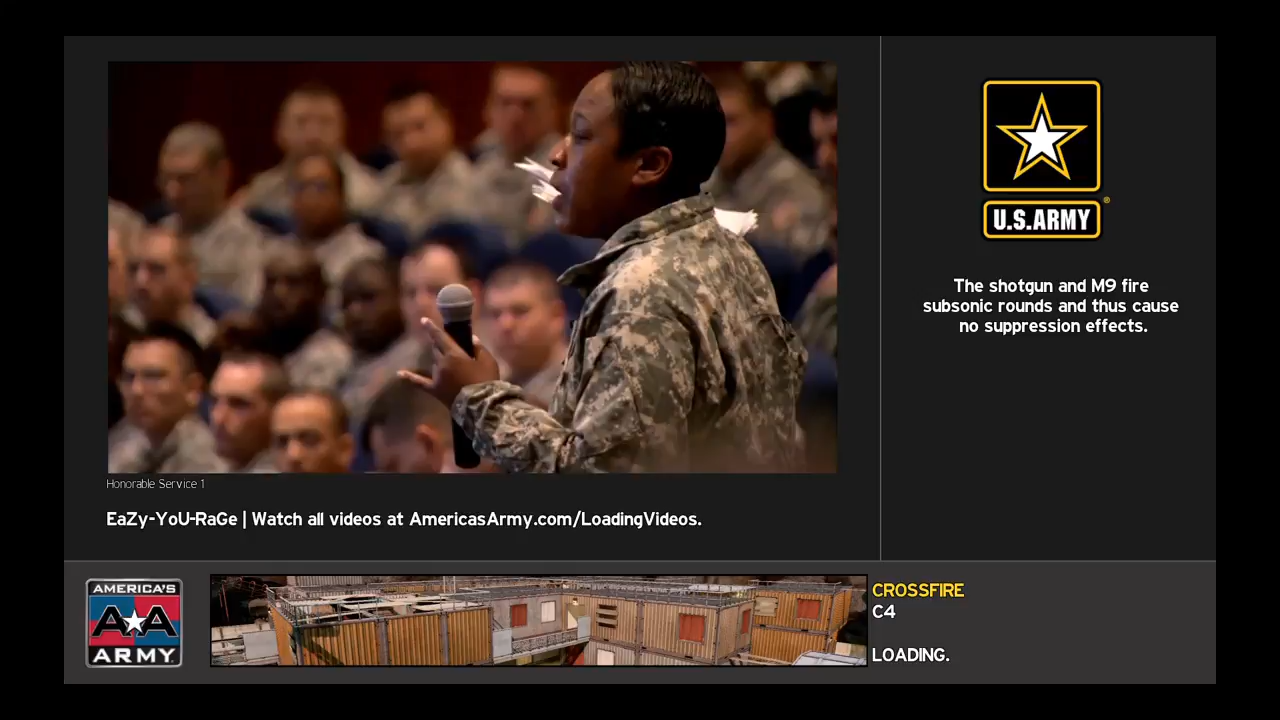 U.S.ARMY
®
The shotgun and M9 fire
subsonic rounds and thus cause
no suppression effects.
Honorable Service 1
EaZy-YoU-RaGe | Watch all videos at AmericasArmy.com/LoadingVideos.
AMERICA'S
AA
ARMY
CROSSFIRE
C4
LOADING.